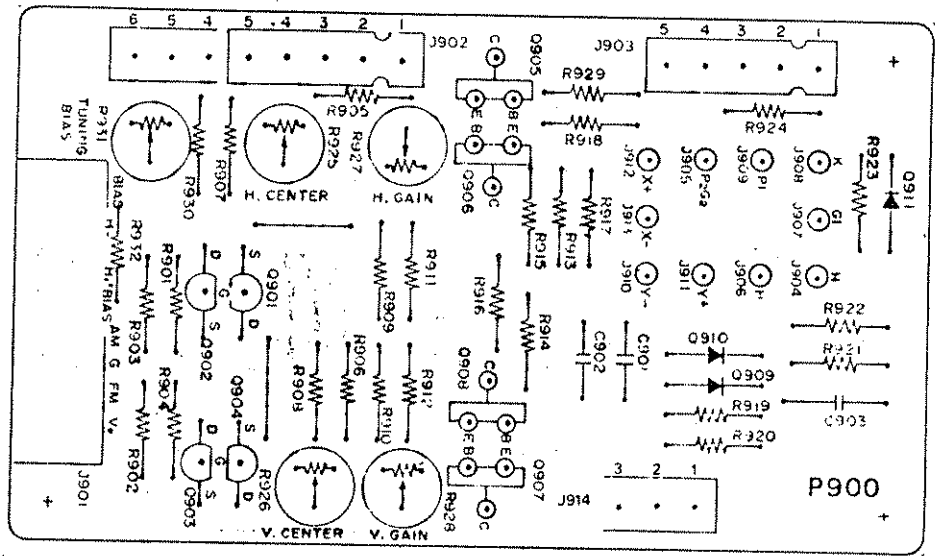 6 5 4 5 4 3 2 1
J902
5 4 3 2 1
J903
C
Q905
E B
B E
C
Q906
R905
R929
R918
R924
R931
TUNING
BIAS
R930
R907
R925
H. CENTER
R927
H. GAIN
J912 X+
J905 P2G2
J909 P1
J908 K
R923
Q911
J913 X-
J907 G1
J910 Y-
J911 Y+
J906 H
J904 H
R915
R913
R917
BIAS
H.
H. BIAS
AM G FM V.
R932
R901
R903
R904
R902
D S
G
S D
Q901
Q902
R909
R911
R916
R914
R922
R921
Q910
Q909
R919
R920
C902
C901
C903
R908
R906
R910
R912
Q908
C
E B
B E
C
Q907
Q904
D S
G
S D
Q903
R926
V. CENTER
V. GAIN
R928
J901
J914
3 2 1
P900